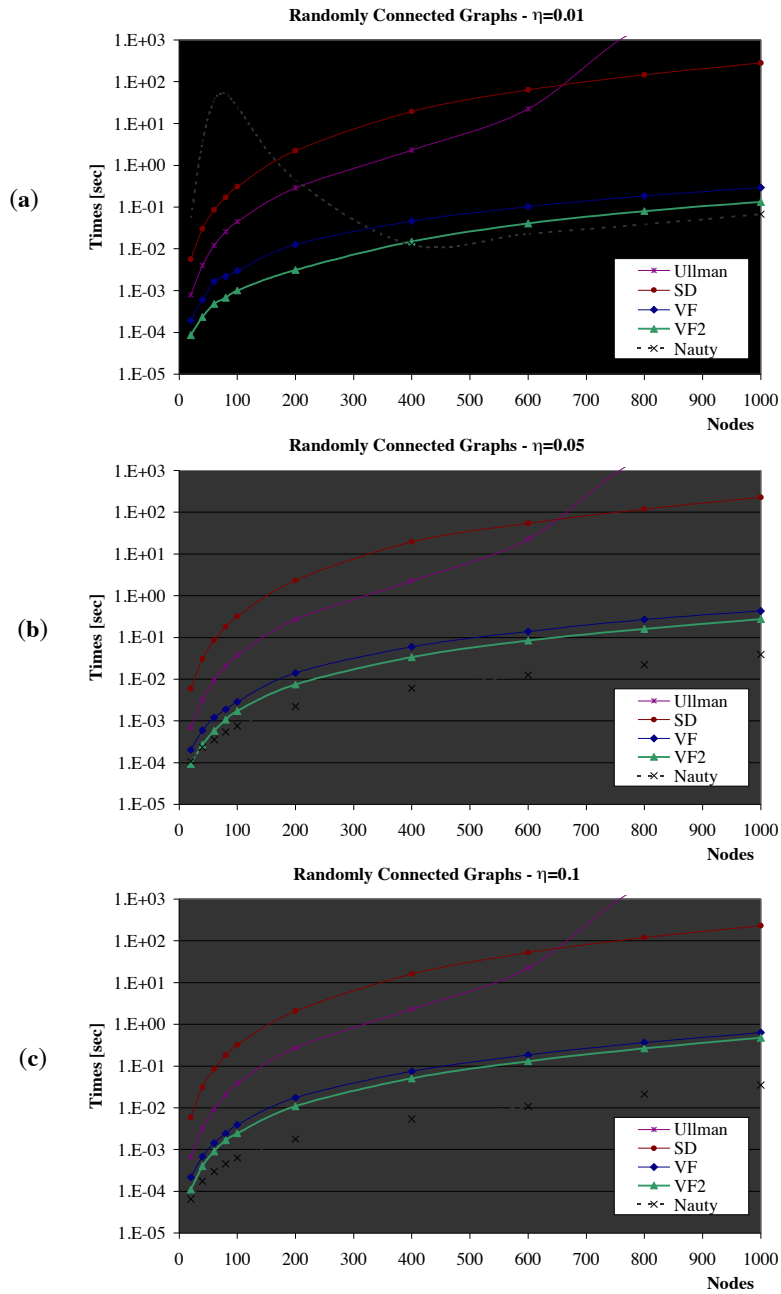 Randomly Connected Graphs - η=0.01
(a)
Times [sec]
1.E+03
1.E+02
1.E+01
1.E+00
1.E-01
1.E-02
1.E-03
1.E-04
1.E-05
Ullman
SD
VF
VF2
Nauty
0 100 200 300 400 500 600 700 800 900 1000
Nodes
Randomly Connected Graphs - η=0.05
(b)
Times [sec]
1.E+03
1.E+02
1.E+01
1.E+00
1.E-01
1.E-02
1.E-03
1.E-04
1.E-05
Ullman
SD
VF
VF2
Nauty
0 100 200 300 400 500 600 700 800 900 1000
Nodes
Randomly Connected Graphs - η=0.1
(c)
Times [sec]
1.E+03
1.E+02
1.E+01
1.E+00
1.E-01
1.E-02
1.E-03
1.E-04
1.E-05
Ullman
SD
VF
VF2
Nauty
0 100 200 300 400 500 600 700 800 900 1000
Nodes